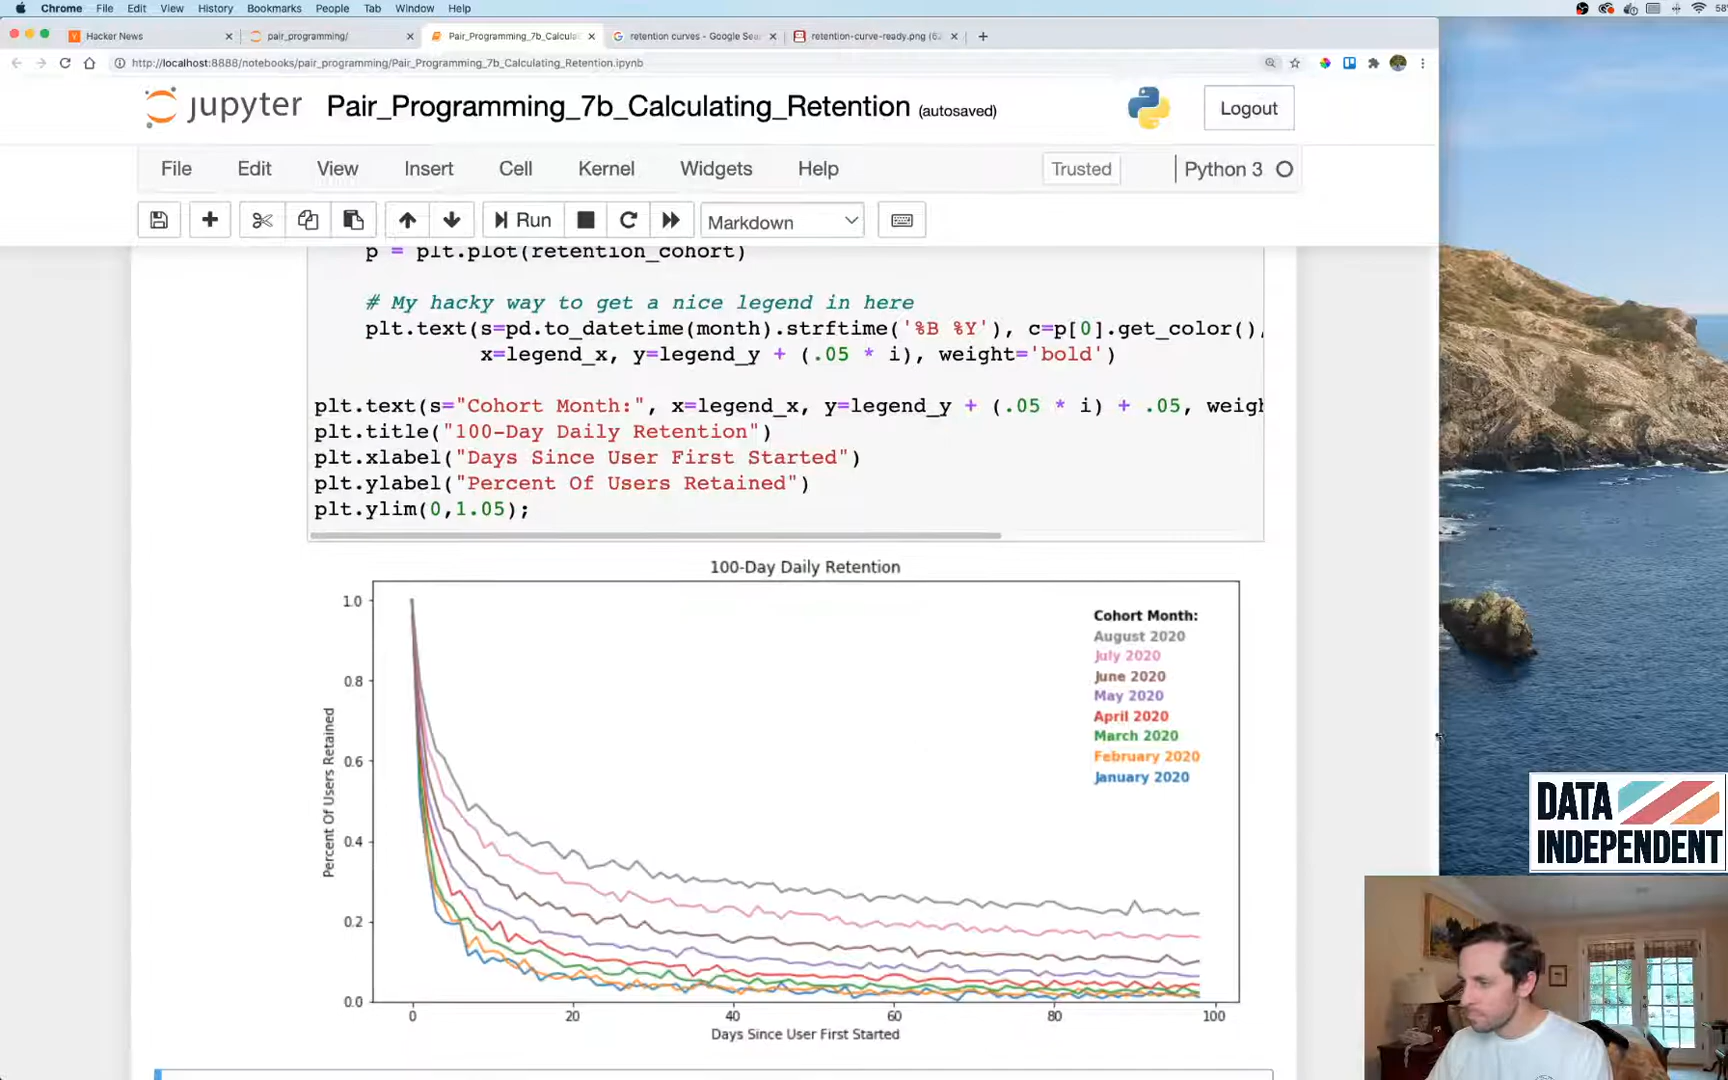 Chrome File Edit View History Bookmarks People Tab Window Help 58%
Hacker News pair_programming/ Pair_Programming_7b_Calcula retention curves - Google Sea retention-curve-ready.png (62
http://localhost:8888/notebooks/pair_programming/Pair_Programming_7b_Calculating_Retention.ipynb
jupyter Pair_Programming_7b_Calculating_Retention (autosaved) Logout
File Edit View Insert Cell Kernel Widgets Help Trusted Python 3
Run Markdown
p = plt.plot(retention_cohort)
# My hacky way to get a nice legend in here
plt.text(s=pd.to_datetime(month).strftime('%B %Y'), c=p[0].get_color(),
x=legend_x, y=legend_y + (.05 * i), weight='bold')
plt.text(s="Cohort Month:", x=legend_x, y=legend_y + (.05 * i) + .05, weigh
plt.title("100-Day Daily Retention")
plt.xlabel("Days Since User First Started")
plt.ylabel("Percent Of Users Retained")
plt.ylim(0,1.05);
100-Day Daily Retention
1.0
0.8
0.6
0.4
0.2
0.0
Percent Of Users Retained
Cohort Month:
August 2020
July 2020
June 2020
May 2020
April 2020
March 2020
February 2020
January 2020
0 20 40 60 80 100
Days Since User First Started
DATA
INDEPENDENT